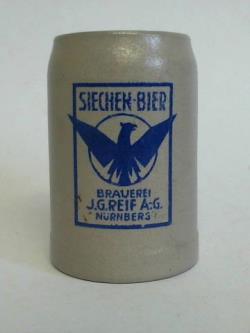 SIECHEN-BIER
BRAUEREI
J.G.REIF A:G.
NÜRNBERG